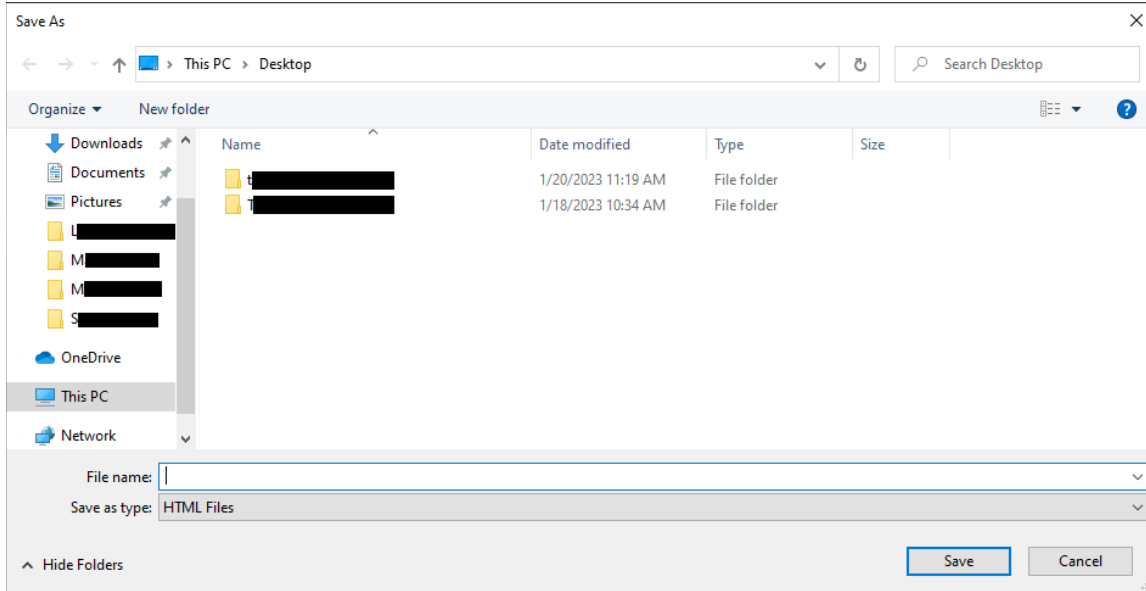 Save As
This PC > Desktop
Search Desktop
Organize
New folder
Downloads
Documents
Pictures
L
M
M
S
OneDrive
This PC
Network
Name
Date modified
Type
Size
t
1/20/2023 11:19 AM
File folder
T
1/18/2023 10:34 AM
File folder
File name:
Save as type: HTML Files
Hide Folders
Save
Cancel